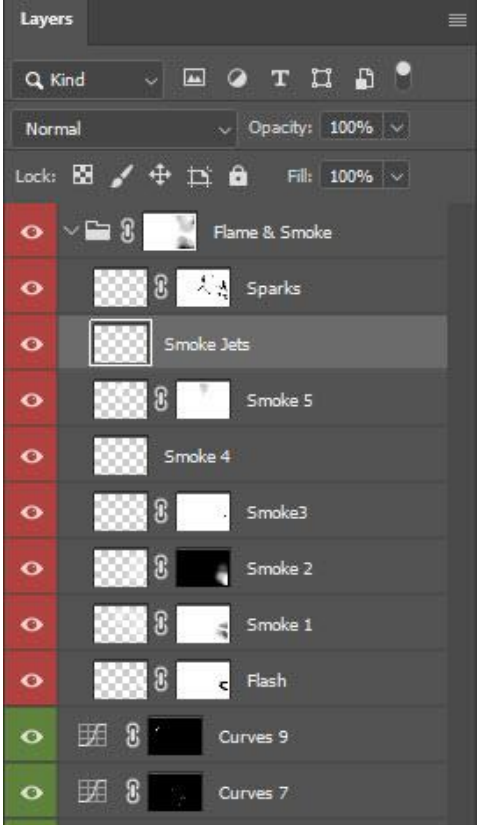 Layers
Kind
Normal Opacity: 100%
Lock: Fill: 100%
Flame & Smoke
Sparks
Smoke Jets
Smoke 5
Smoke 4
Smoke3
Smoke 2
Smoke 1
Flash
Curves 9
Curves 7